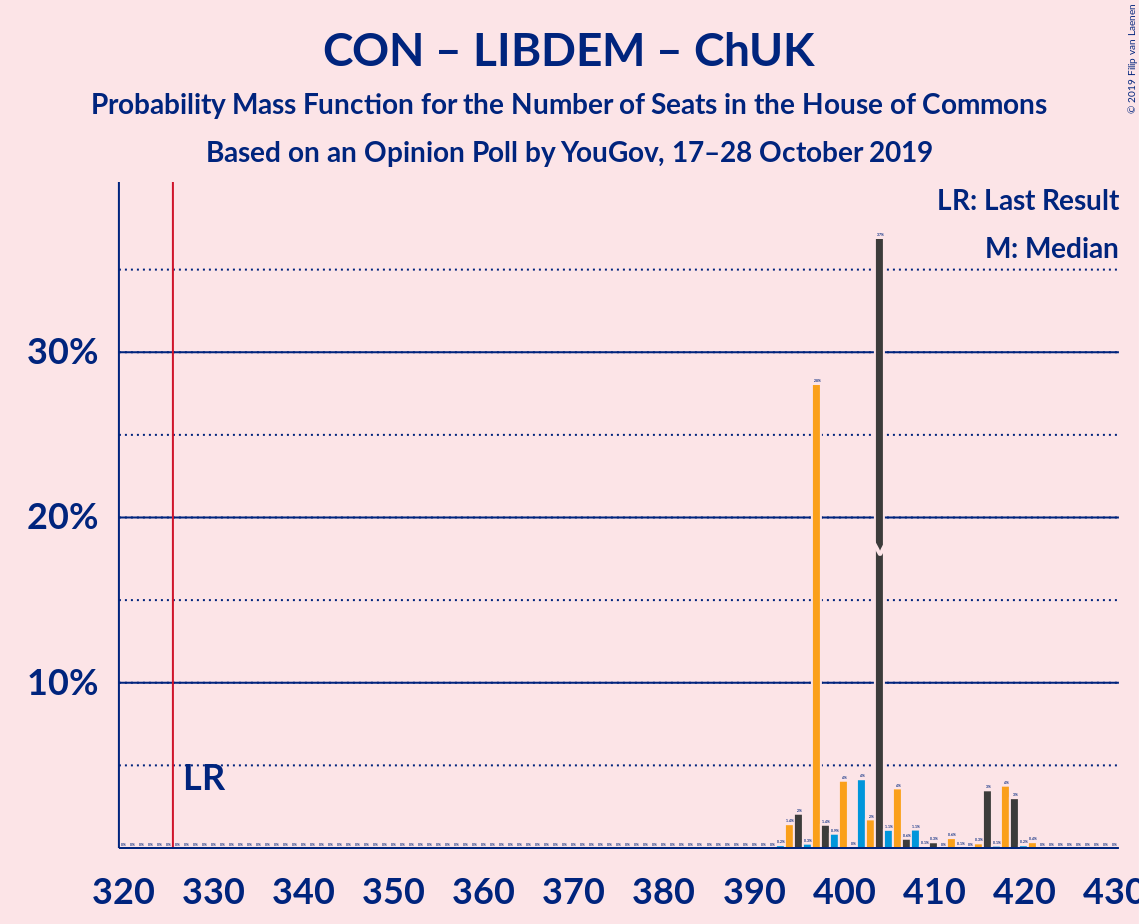 CON – LIBDEM – ChUK
Probability Mass Function for the Number of Seats in the House of Commons
Based on an Opinion Poll by YouGov, 17–28 October 2019
© 2019 Filip van Laenen
LR: Last Result
M: Median
30%
20%
10%
LR
320 330 340 350 360 370 380 390 400 410 420 430